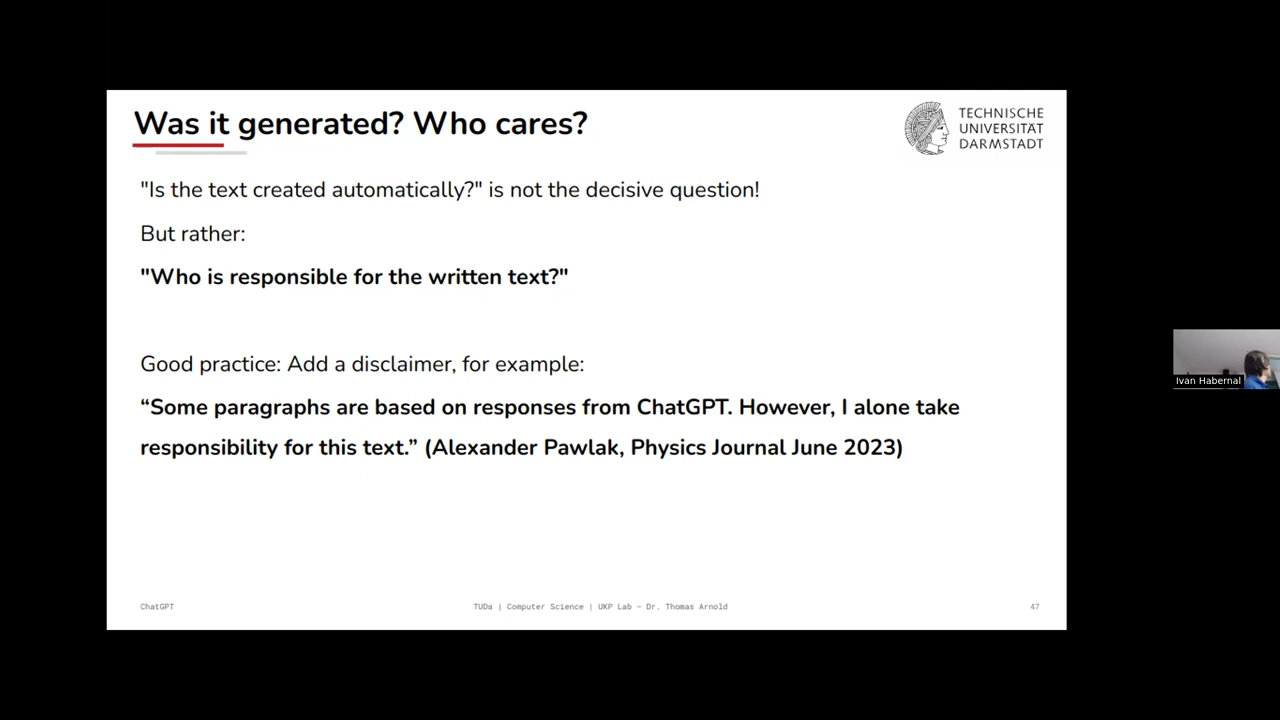 Was it generated? Who cares?
TECHNISCHE
UNIVERSITÄT
DARMSTADT
"Is the text created automatically?" is not the decisive question!
But rather:
"Who is responsible for the written text?"
Good practice: Add a disclaimer, for example:
“Some paragraphs are based on responses from ChatGPT. However, I alone take
responsibility for this text.” (Alexander Pawlak, Physics Journal June 2023)
Ivan Habernal
ChatGPT
TUDa | Computer Science | UKP Lab – Dr. Thomas Arnold
47